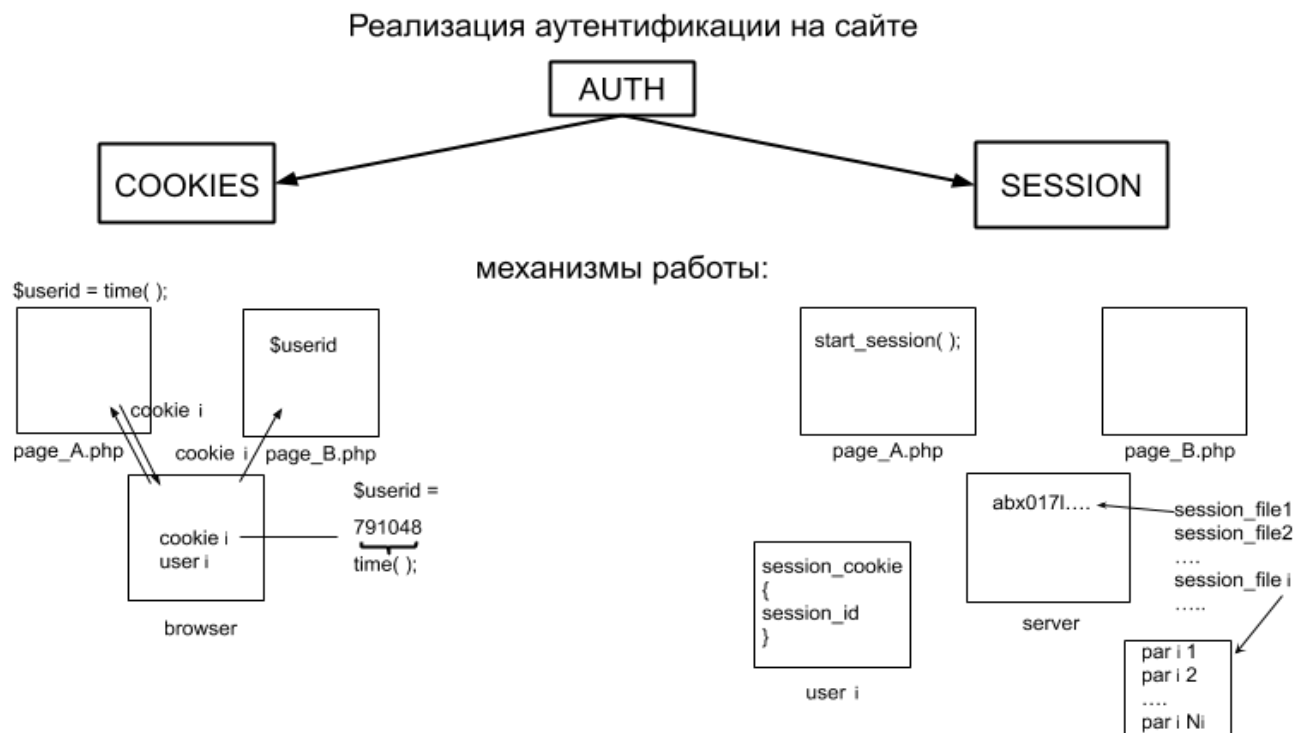 Реализация аутентификации на сайте
AUTH
COOKIES
SESSION
механизмы работы:
$userid = time( );
$userid
cookie i
page_A.php
cookie i
page_B.php
cookie i
user i
browser
$userid =
791048
time( );
start_session( );
page_A.php
page_B.php
abx017l....
server
session_file1
session_file2
....
session_file i
.....
session_cookie
{
session_id
}
user i
par i 1
par i 2
....
par i Ni